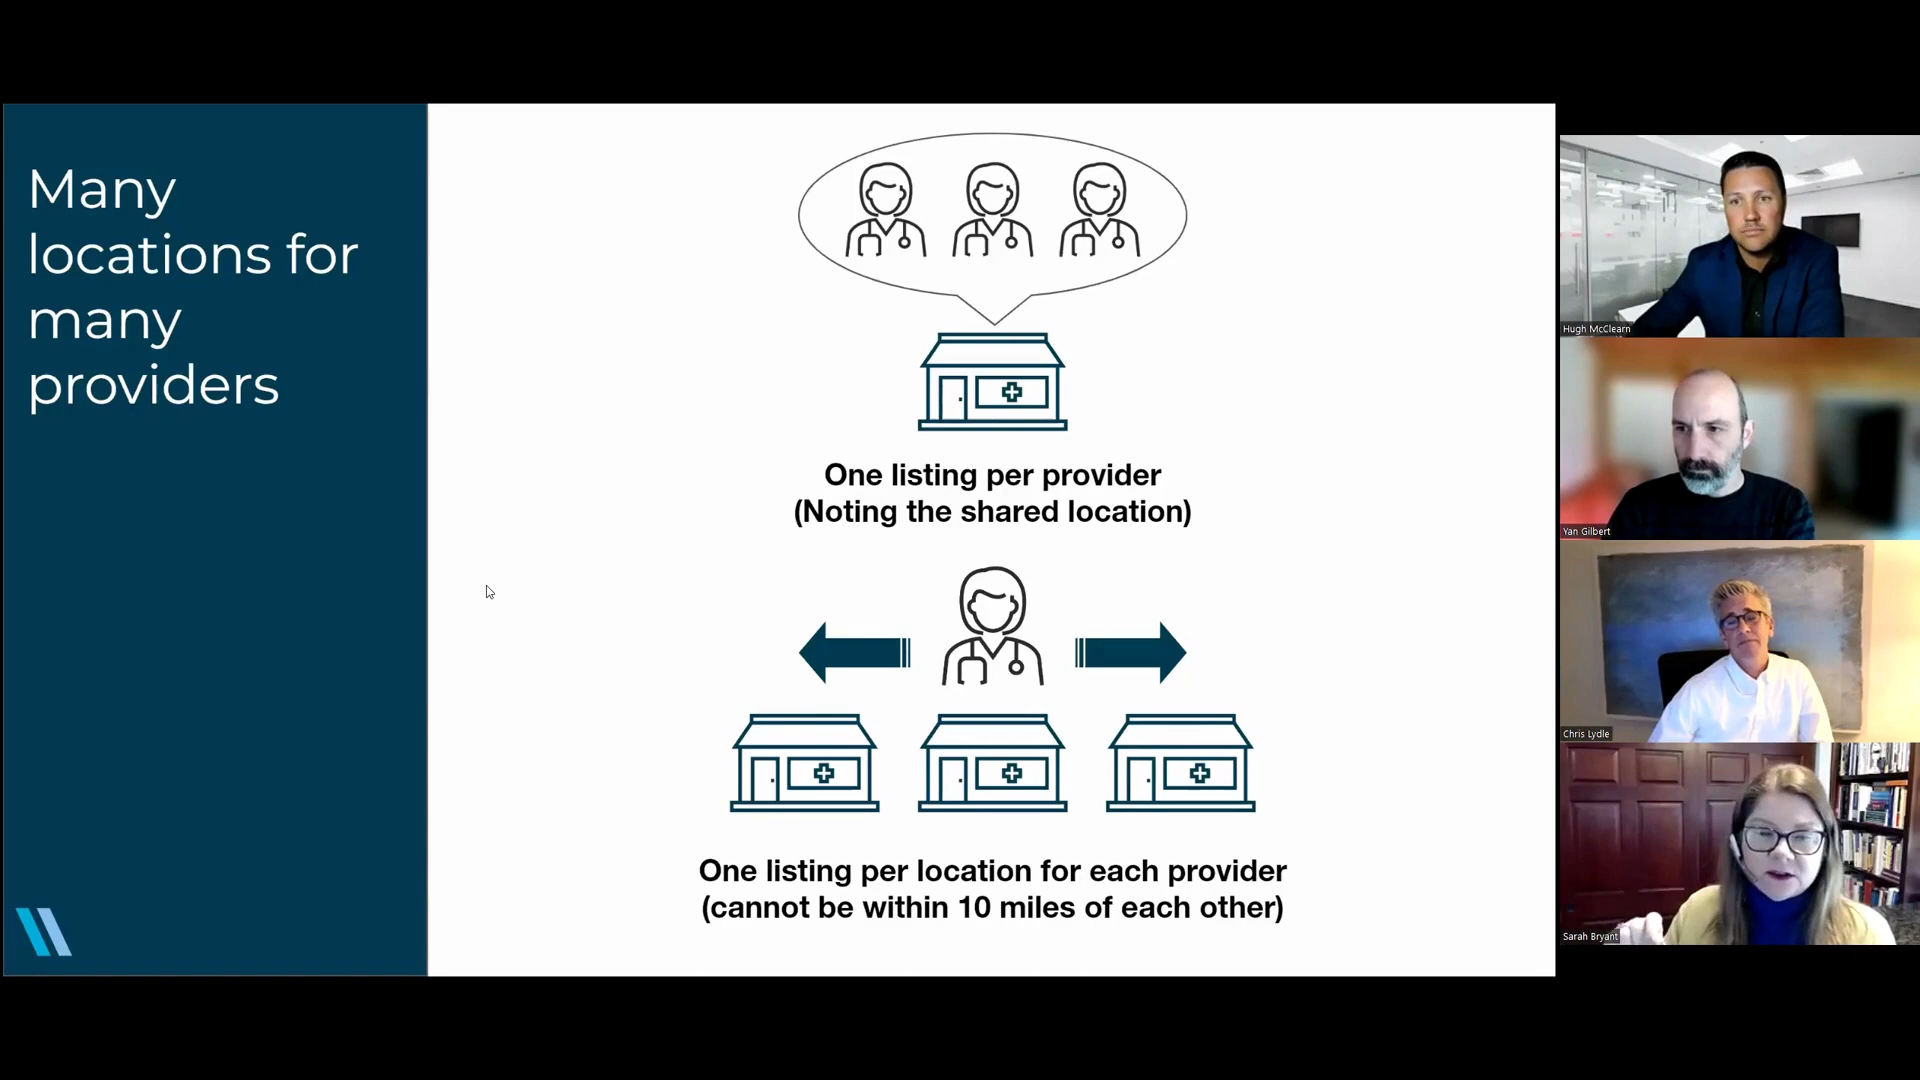 Many
locations for
many
providers
One listing per provider
(Noting the shared location)
One listing per location for each provider
(cannot be within 10 miles of each other)
Hugh McClearn
Yan Gilbert
Chris Lydle
Sarah Bryant